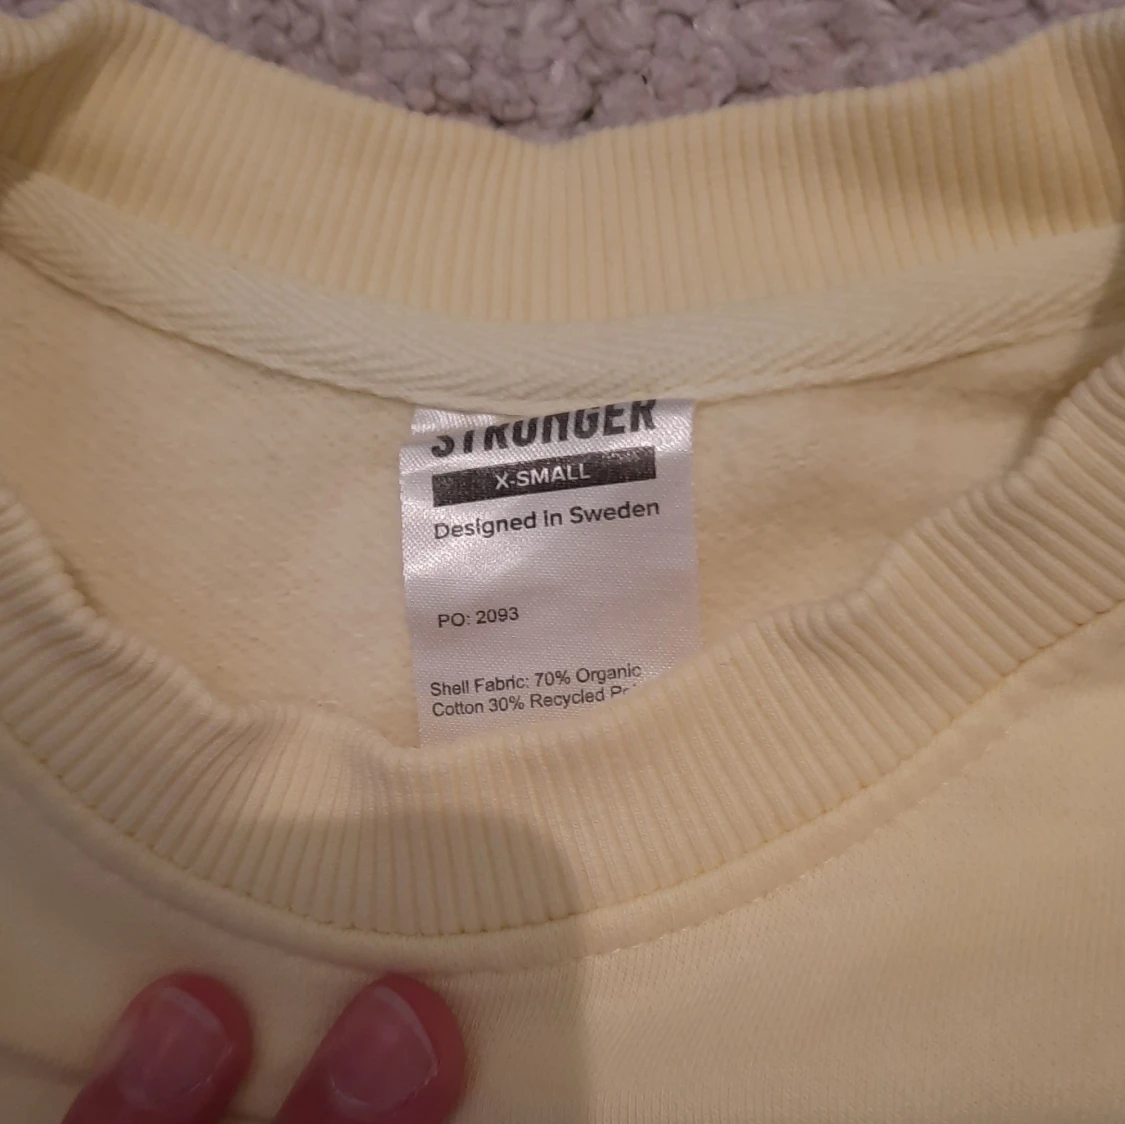 STRONGER
X-SMALL
Designed in Sweden
PO: 2093
Shell Fabric: 70% Organic
Cotton 30% Recycled